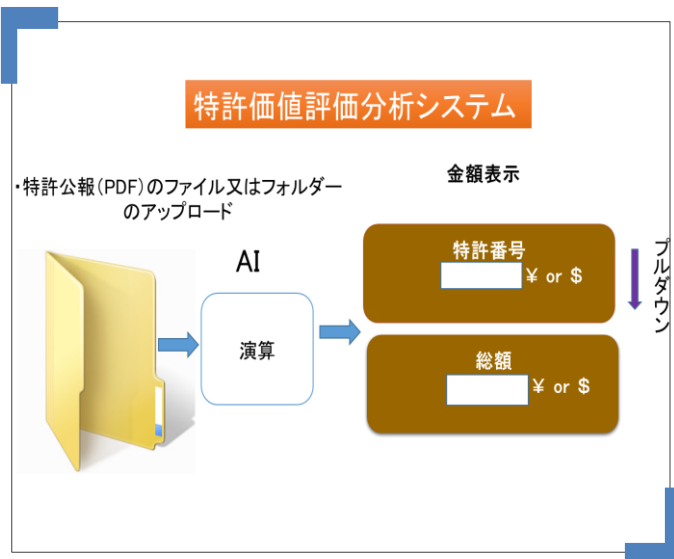 特許価値評価分析システム
・特許公報(PDF)のファイル又はフォルダー
のアップロード
AI
演算
金額表示
特許番号
¥ or $
総額
¥ or $
プルダウン